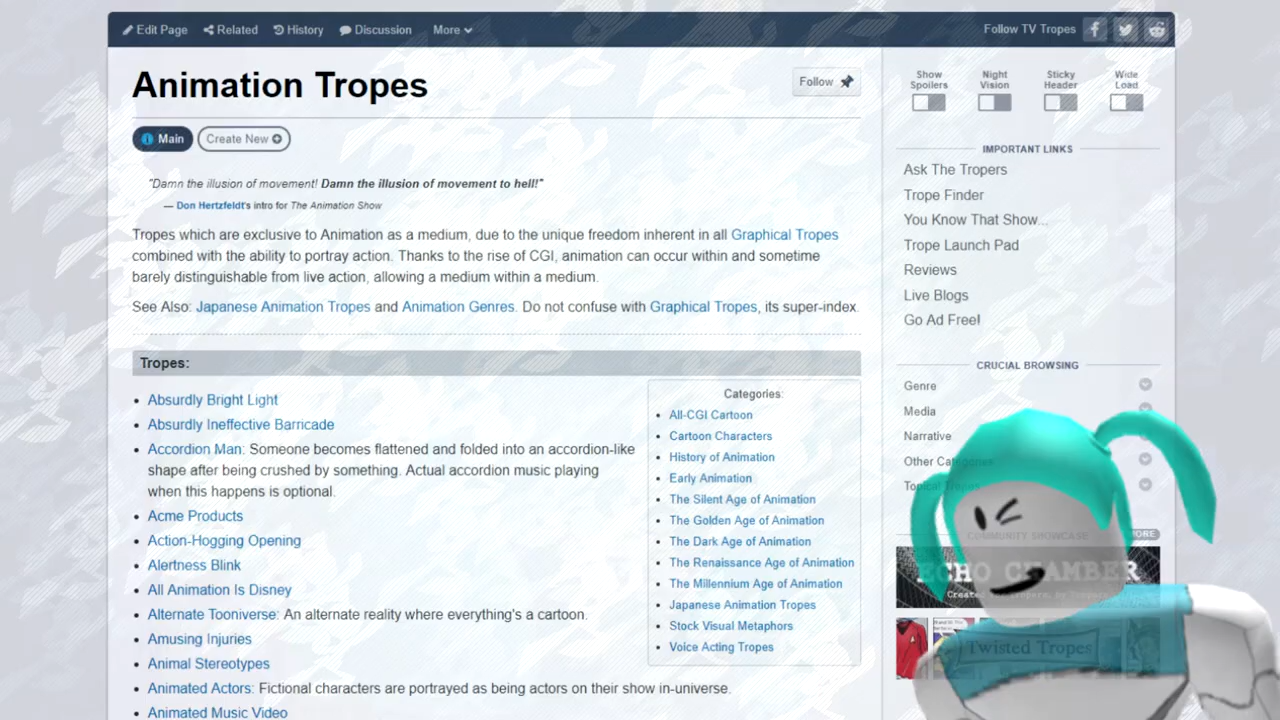 Edit Page Related History Discussion More Follow TV Tropes
Animation Tropes
Follow
Main Create New
"Damn the illusion of movement! Damn the illusion of movement to hell!"
— Don Hertzfeldt's intro for The Animation Show
Tropes which are exclusive to Animation as a medium, due to the unique freedom inherent in all Graphical Tropes
combined with the ability to portray action. Thanks to the rise of CGI, animation can occur within and sometime
barely distinguishable from live action, allowing a medium within a medium.
See Also: Japanese Animation Tropes and Animation Genres. Do not confuse with Graphical Tropes, its super-index.
Tropes:
Absurdly Bright Light
Absurdly Ineffective Barricade
Accordion Man: Someone becomes flattened and folded into an accordion-like
shape after being crushed by something. Actual accordion music playing
when this happens is optional.
Acme Products
Action-Hogging Opening
Alertness Blink
All Animation Is Disney
Alternate Tooniverse: An alternate reality where everything's a cartoon.
Amusing Injuries
Animal Stereotypes
Animated Actors: Fictional characters are portrayed as being actors on their show in-universe.
Animated Music Video
Categories:
All-CGI Cartoon
Cartoon Characters
History of Animation
Early Animation
The Silent Age of Animation
The Golden Age of Animation
The Dark Age of Animation
The Renaissance Age of Animation
The Millennium Age of Animation
Japanese Animation Tropes
Stock Visual Metaphors
Voice Acting Tropes
Show Spoilers
Night Vision
Sticky Header
Wide Load
IMPORTANT LINKS
Ask The Tropers
Trope Finder
You Know That Show...
Trope Launch Pad
Reviews
Live Blogs
Go Ad Free!
CRUCIAL BROWSING
Genre
Media
Narrative
Other Categories
Topical Tropes
COMMUNITY SHOWCASE
ECHO CHAMBER
Created for Tropers, by Tropers
Twisted Tropes